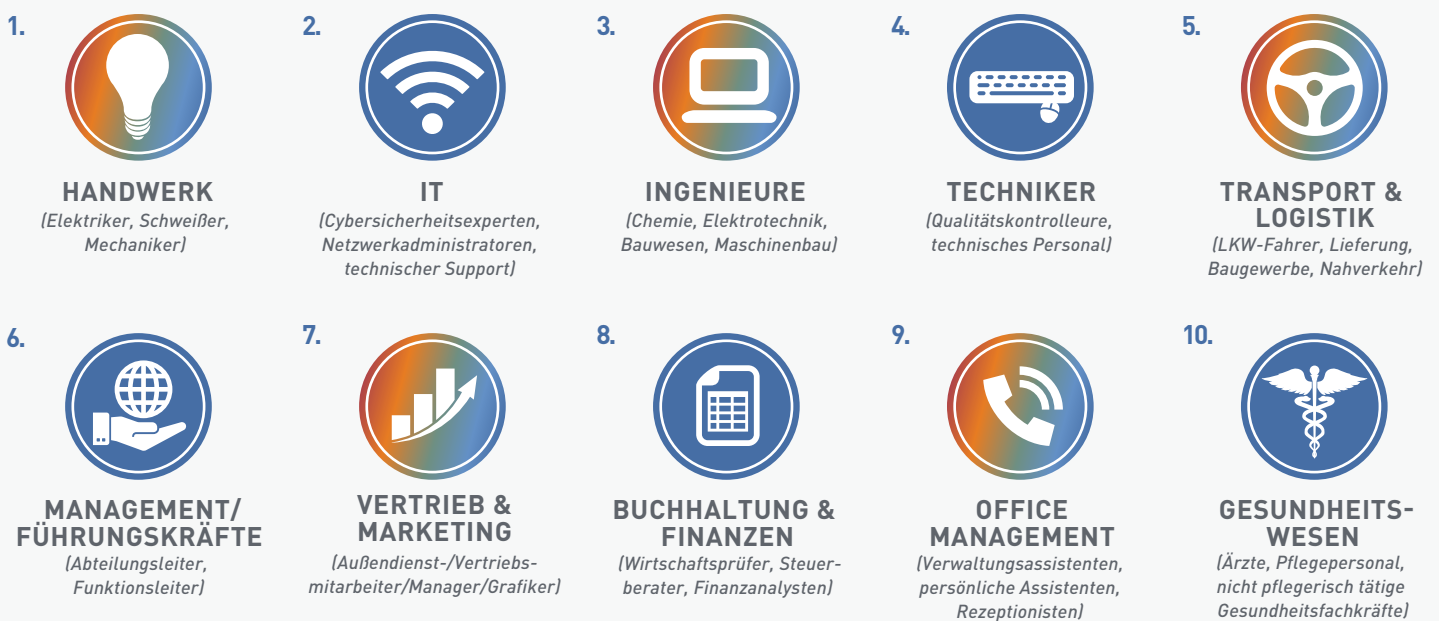 1.
HANDWERK
(Elektriker, Schweißer,
Mechaniker)
2.
IT
(Cybersicherheitsexperten,
Netzwerkadministratoren,
technischer Support)
3.
INGENIEURE
(Chemie, Elektrotechnik,
Bauwesen, Maschinenbau)
4.
TECHNIKER
(Qualitätskontrolleure,
technisches Personal)
5.
TRANSPORT &
LOGISTIK
(LKW-Fahrer, Lieferung,
Baugewerbe, Nahverkehr)
6.
MANAGEMENT/
FÜHRUNGSKRÄFTE
(Abteilungsleiter,
Funktionsleiter)
7.
VERTRIEB &
MARKETING
(Außendienst-/Vertriebs-
mitarbeiter/Manager/Grafiker)
8.
BUCHHALTUNG &
FINANZEN
(Wirtschaftsprüfer, Steuer-
berater, Finanzanalysten)
9.
OFFICE
MANAGEMENT
(Verwaltungsassistenten,
persönliche Assistenten,
Rezeptionisten)
10.
GESUNDHEITS-
WESEN
(Ärzte, Pflegepersonal,
nicht pflegerisch tätige
Gesundheitsfachkräfte)